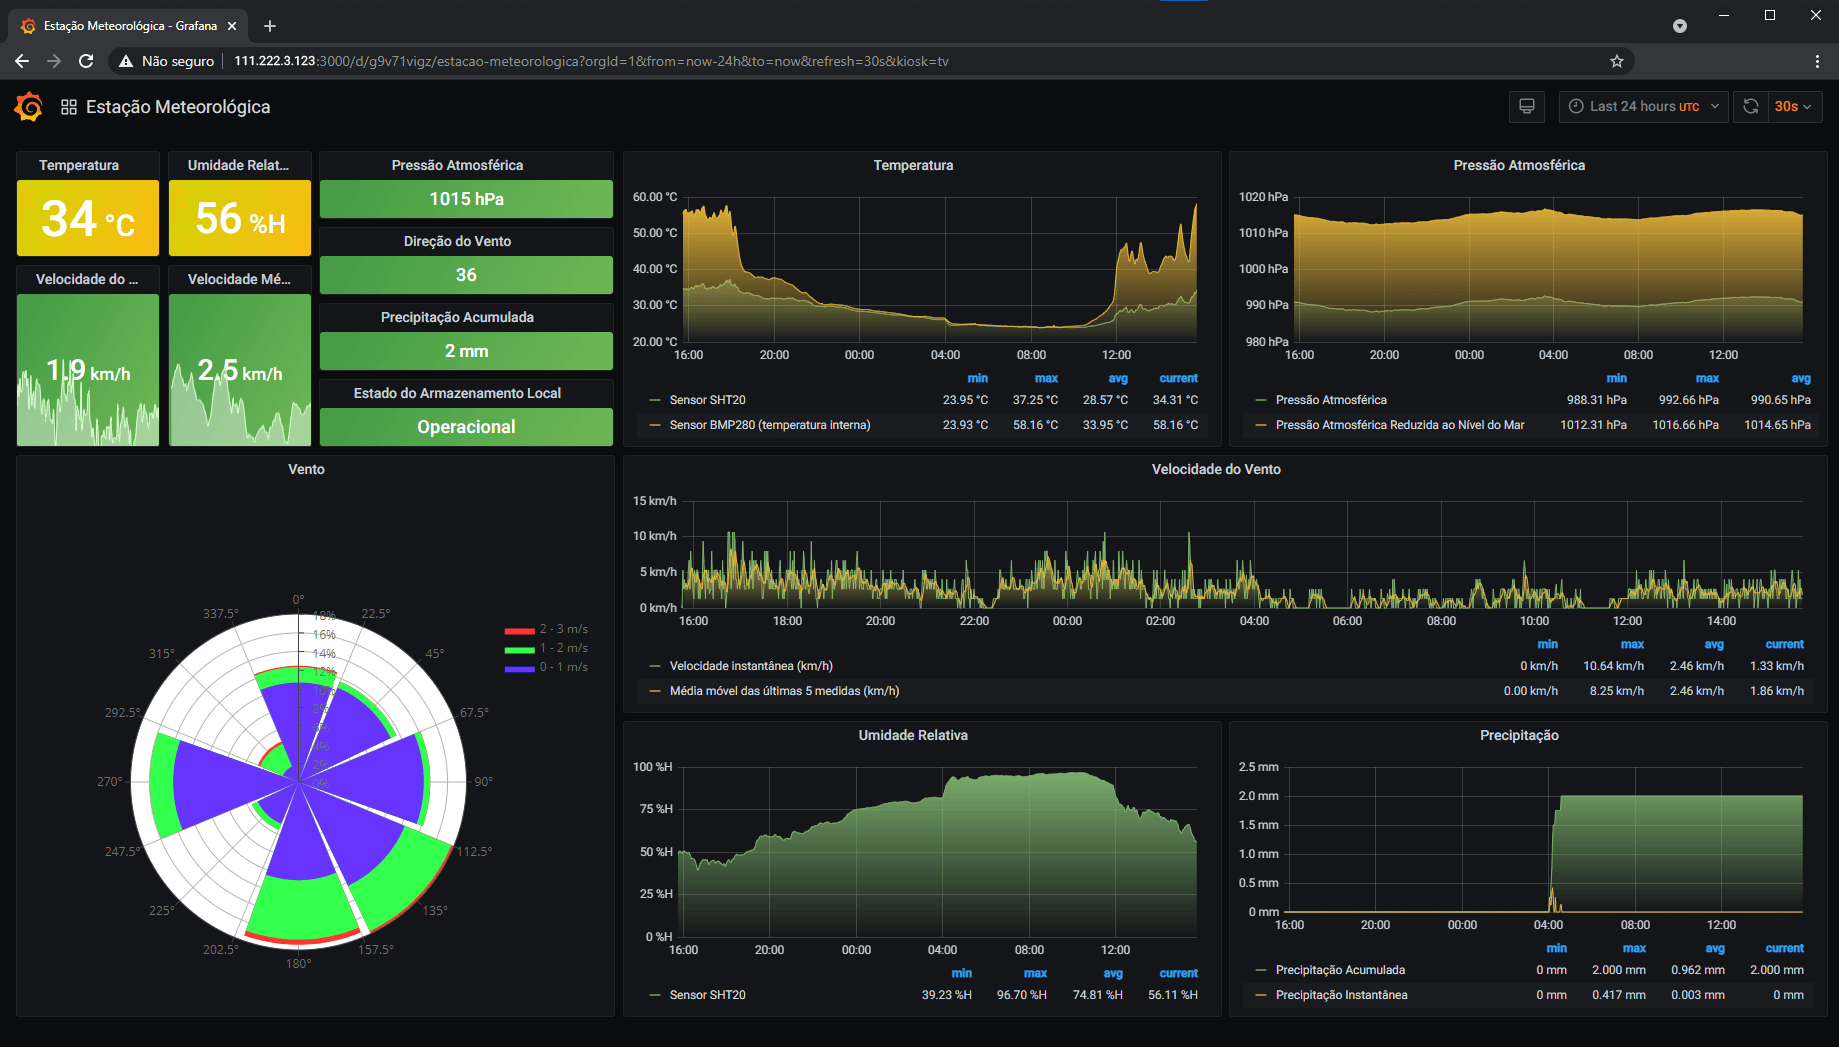 Estação Meteorológica - Grafana
Não seguro
111.222.3.123:3000/d/g9v71vigz/estacao-meteorologica?orgId=1&from=now-24h&to=now&refresh=30s&kiosk=tv
Estação Meteorológica
Last 24 hours UTC
30s
Temperatura
34 °C
Umidade Relat...
56 %H
Velocidade do ...
1.9 km/h
Velocidade Mé...
2.5 km/h
Pressão Atmosférica
1015 hPa
Direção do Vento
36
Precipitação Acumulada
2 mm
Estado do Armazenamento Local
Operacional
Temperatura
60.00 °C
50.00 °C
40.00 °C
30.00 °C
20.00 °C
16:00 20:00 00:00 04:00 08:00 12:00
min max avg current
Sensor SHT20 23.95 °C 37.25 °C 28.57 °C 34.31 °C
Sensor BMP280 (temperatura interna) 23.93 °C 58.16 °C 33.95 °C 58.16 °C
Pressão Atmosférica
1020 hPa
1010 hPa
1000 hPa
990 hPa
980 hPa
16:00 20:00 00:00 04:00 08:00 12:00
min max avg
Pressão Atmosférica 988.31 hPa 992.66 hPa 990.65 hPa
Pressão Atmosférica Reduzida ao Nível do Mar 1012.31 hPa 1016.66 hPa 1014.65 hPa
Vento
0°
22.5°
45°
67.5°
90°
112.5°
135°
157.5°
180°
202.5°
225°
247.5°
270°
292.5°
315°
337.5°
18%
16%
14%
12%
10%
8%
6%
4%
2%
0%
2 - 3 m/s
1 - 2 m/s
0 - 1 m/s
Velocidade do Vento
15 km/h
10 km/h
5 km/h
0 km/h
16:00 18:00 20:00 22:00 00:00 02:00 04:00 06:00 08:00 10:00 12:00 14:00
min max avg current
Velocidade instantânea (km/h) 0 km/h 10.64 km/h 2.46 km/h 1.33 km/h
Média móvel das últimas 5 medidas (km/h) 0.00 km/h 8.25 km/h 2.46 km/h 1.86 km/h
Umidade Relativa
100 %H
75 %H
50 %H
25 %H
0 %H
16:00 20:00 00:00 04:00 08:00 12:00
min max avg current
Sensor SHT20 39.23 %H 96.70 %H 74.81 %H 56.11 %H
Precipitação
2.5 mm
2.0 mm
1.5 mm
1.0 mm
0.5 mm
0 mm
16:00 20:00 00:00 04:00 08:00 12:00
min max avg current
Precipitação Acumulada 0 mm 2.000 mm 0.962 mm 2.000 mm
Precipitação Instantânea 0 mm 0.417 mm 0.003 mm 0 mm